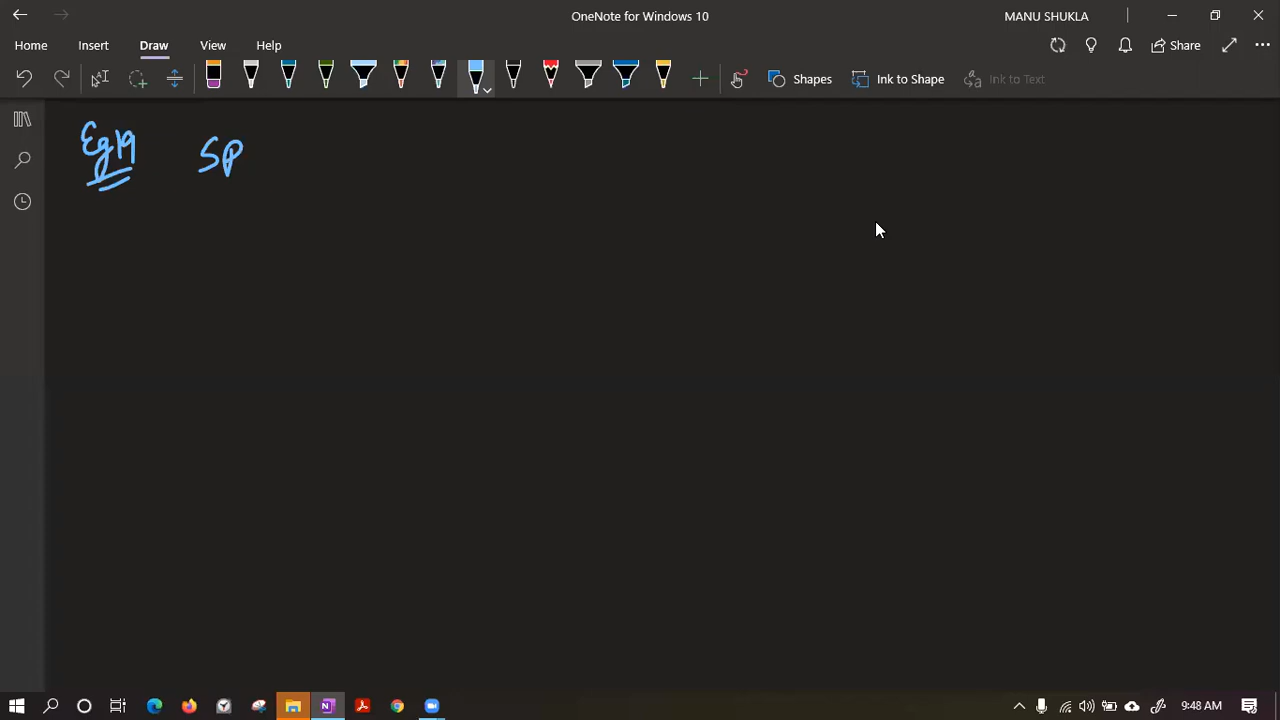 OneNote for Windows 10
MANU SHUKLA
Home Insert Draw View Help
Share
Shapes Ink to Shape Ink to Text
Eg19 SP
9:48 AM